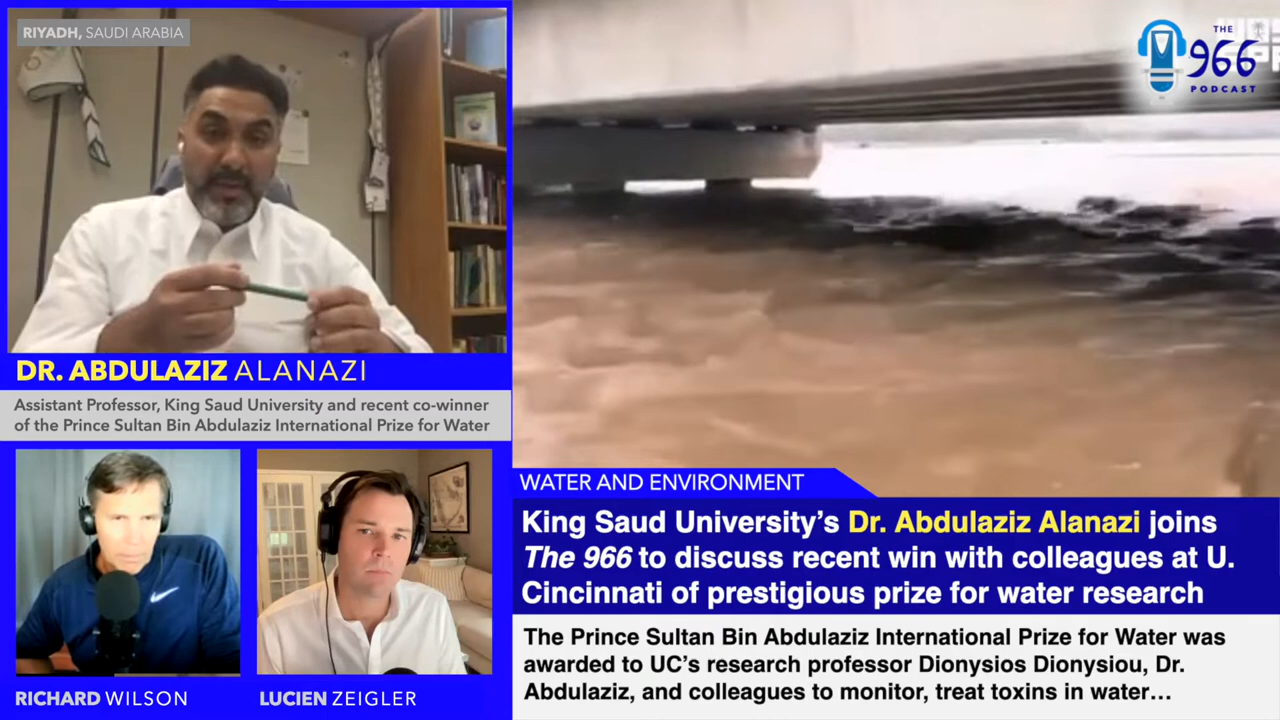 RIYADH, SAUDI ARABIA
DR. ABDULAZIZ ALANAZI
Assistant Professor, King Saud University and recent co-winner
of the Prince Sultan Bin Abdulaziz International Prize for Water
RICHARD WILSON
LUCIEN ZEIGLER
THE
966
PODCAST
WATER AND ENVIRONMENT
King Saud University’s Dr. Abdulaziz Alanazi joins
The 966 to discuss recent win with colleagues at U.
Cincinnati of prestigious prize for water research
The Prince Sultan Bin Abdulaziz International Prize for Water was
awarded to UC’s research professor Dionysios Dionysiou, Dr.
Abdulaziz, and colleagues to monitor, treat toxins in water…